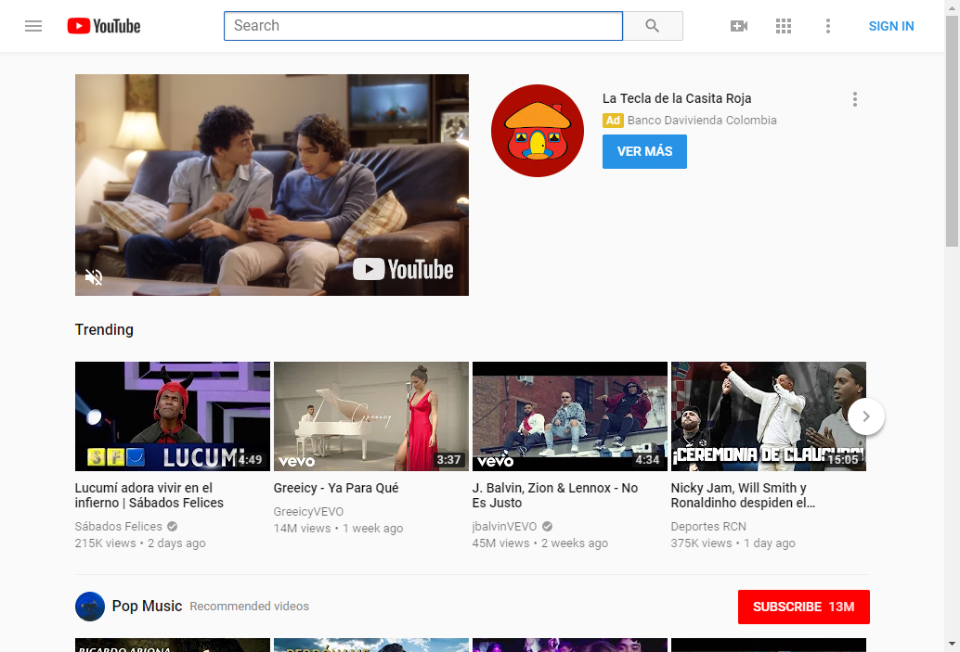 YouTube
Search
SIGN IN
YouTube
La Tecla de la Casita Roja
Ad Banco Davivienda Colombia
VER MÁS
Trending
SF LUCUMÍ
4:49
Greeicy
vevo
3:37
vevo
4:34
¡CEREMONIA DE CLAUSURA!
15:05
Lucumí adora vivir en el
infierno | Sábados Felices
Sábados Felices
215K views • 2 days ago
Greeicy - Ya Para Qué
GreeicyVEVO
14M views • 1 week ago
J. Balvin, Zion & Lennox - No
Es Justo
jbalvinVEVO
45M views • 2 weeks ago
Nicky Jam, Will Smith y
Ronaldinho despiden el...
Deportes RCN
375K views • 1 day ago
Pop Music Recommended videos
SUBSCRIBE 13M
RICARDO ARJONA